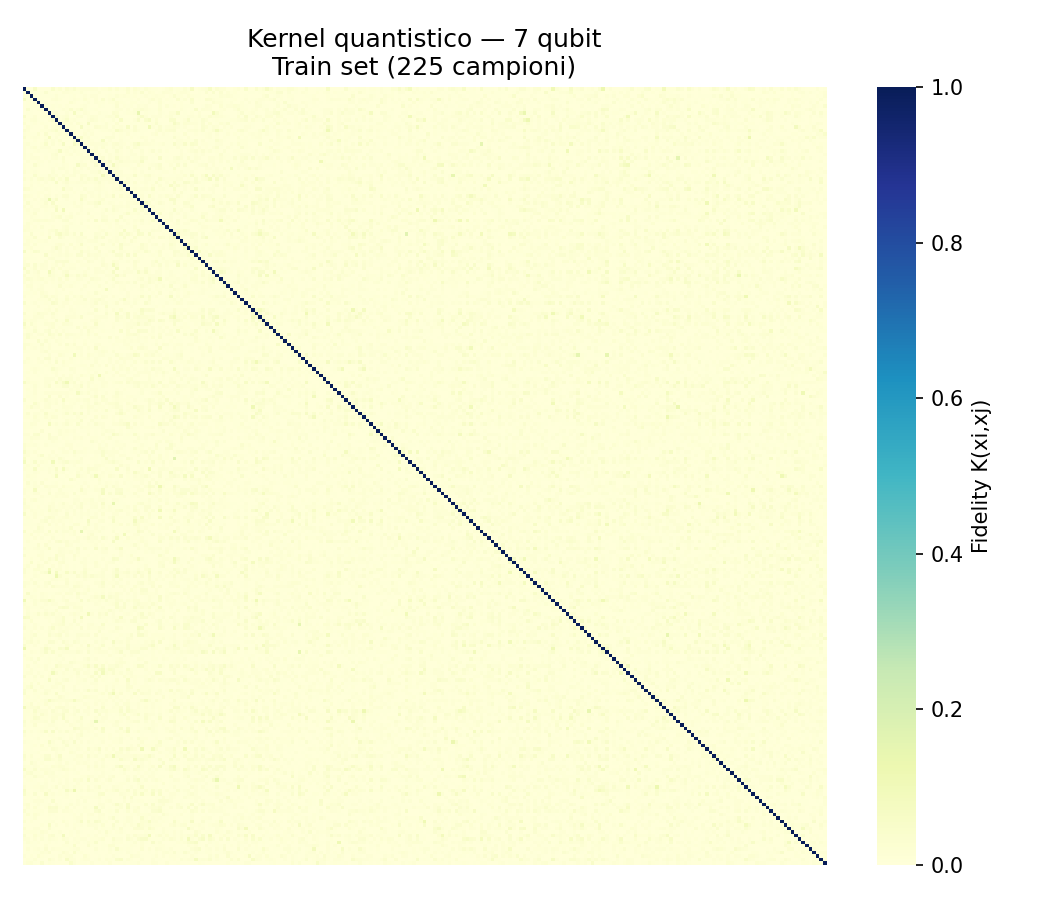 Kernel quantistico — 7 qubit
Train set (225 campioni)
1.0
0.8
0.6
0.4
0.2
0.0
Fidelity K(xi,xj)